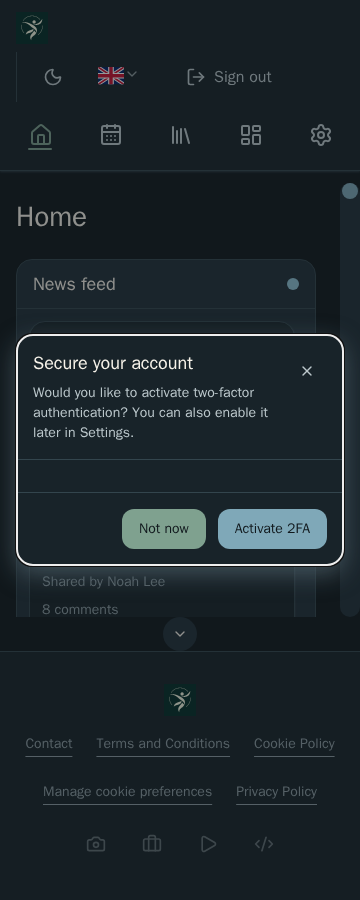 Sign out
Home
News feed
Secure your account
Would you like to activate two-factor
authentication? You can also enable it
later in Settings.
Not now
Activate 2FA
Shared by Noah Lee
8 comments
Contact
Terms and Conditions
Cookie Policy
Manage cookie preferences
Privacy Policy